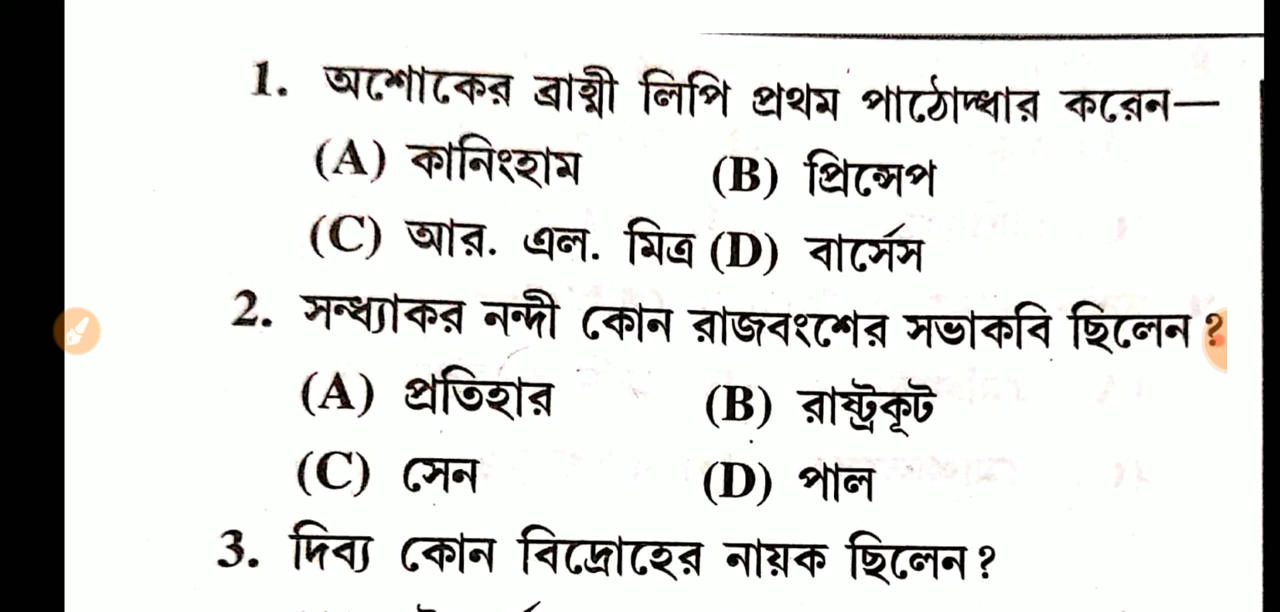 1. অশোকের ব্রাহ্মী লিপি প্রথম পাঠোদ্ধার করেন—
(A) কানিংহাম (B) প্রিন্সেপ
(C) আর. এল. মিত্র (D) বার্সেস
2. সন্ধ্যাকর নন্দী কোন রাজবংশের সভাকবি ছিলেন ?
(A) প্রতিহার (B) রাষ্ট্রকূট
(C) সেন (D) পাল
3. দিব্য কোন বিদ্রোহের নায়ক ছিলেন ?